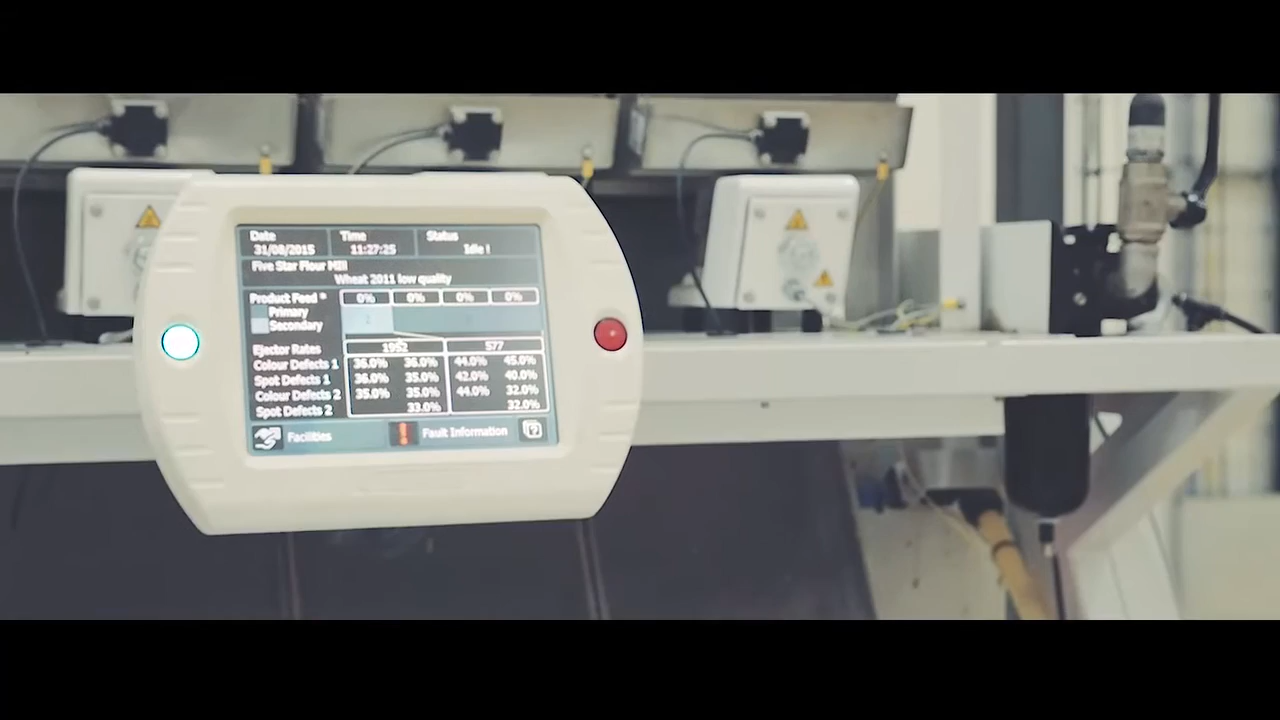 Date Time Status
31/08/2015 11:27:25 Idle !
Five Star Flour Mill
Wheat 2011 low quality
Product Feed * 0% 0% 0% 0%
Primary
Secondary
2
Ejector Rates 1952 577
Colour Defects 1 36.0% 36.0% 44.0% 45.0%
Spot Defects 1 36.0% 35.0% 42.0% 40.0%
Colour Defects 2 35.0% 35.0% 44.0% 32.0%
Spot Defects 2 33.0% 32.0%
Facilities Fault Information